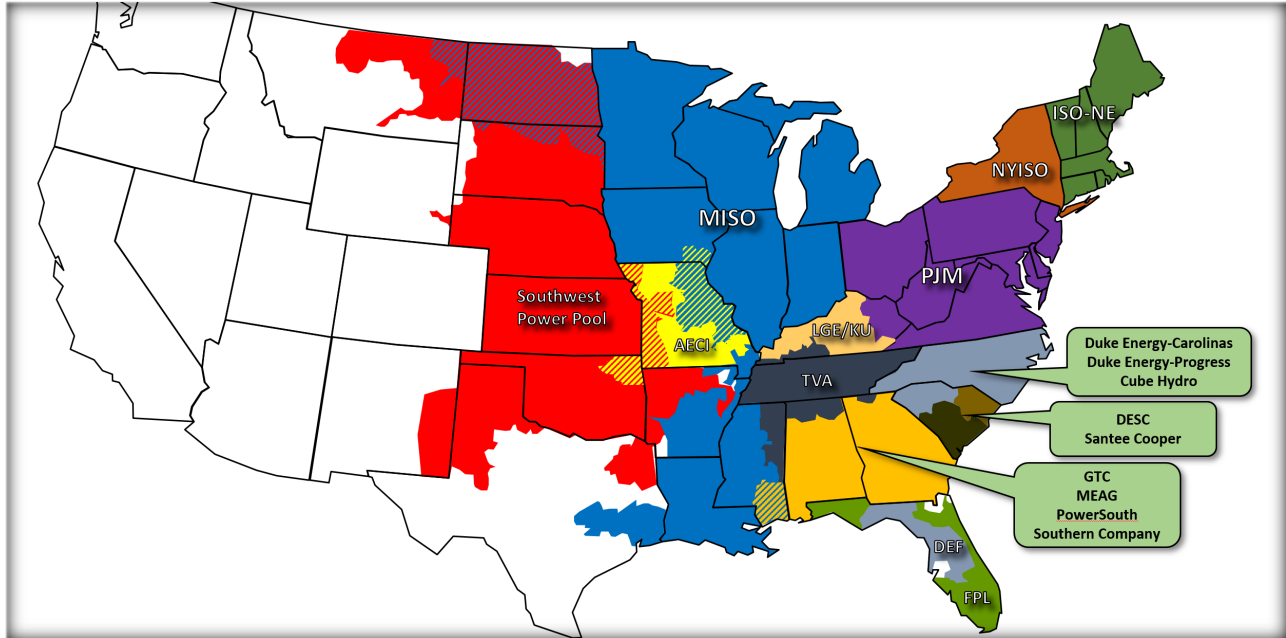 ISO-NE
NYISO
MISO
PJM
Southwest
Power Pool
LGE/KU
AECI
TVA
Duke Energy-Carolinas
Duke Energy-Progress
Cube Hydro
DESC
Santee Cooper
GTC
MEAG
PowerSouth
Southern Company
DEF
FPL